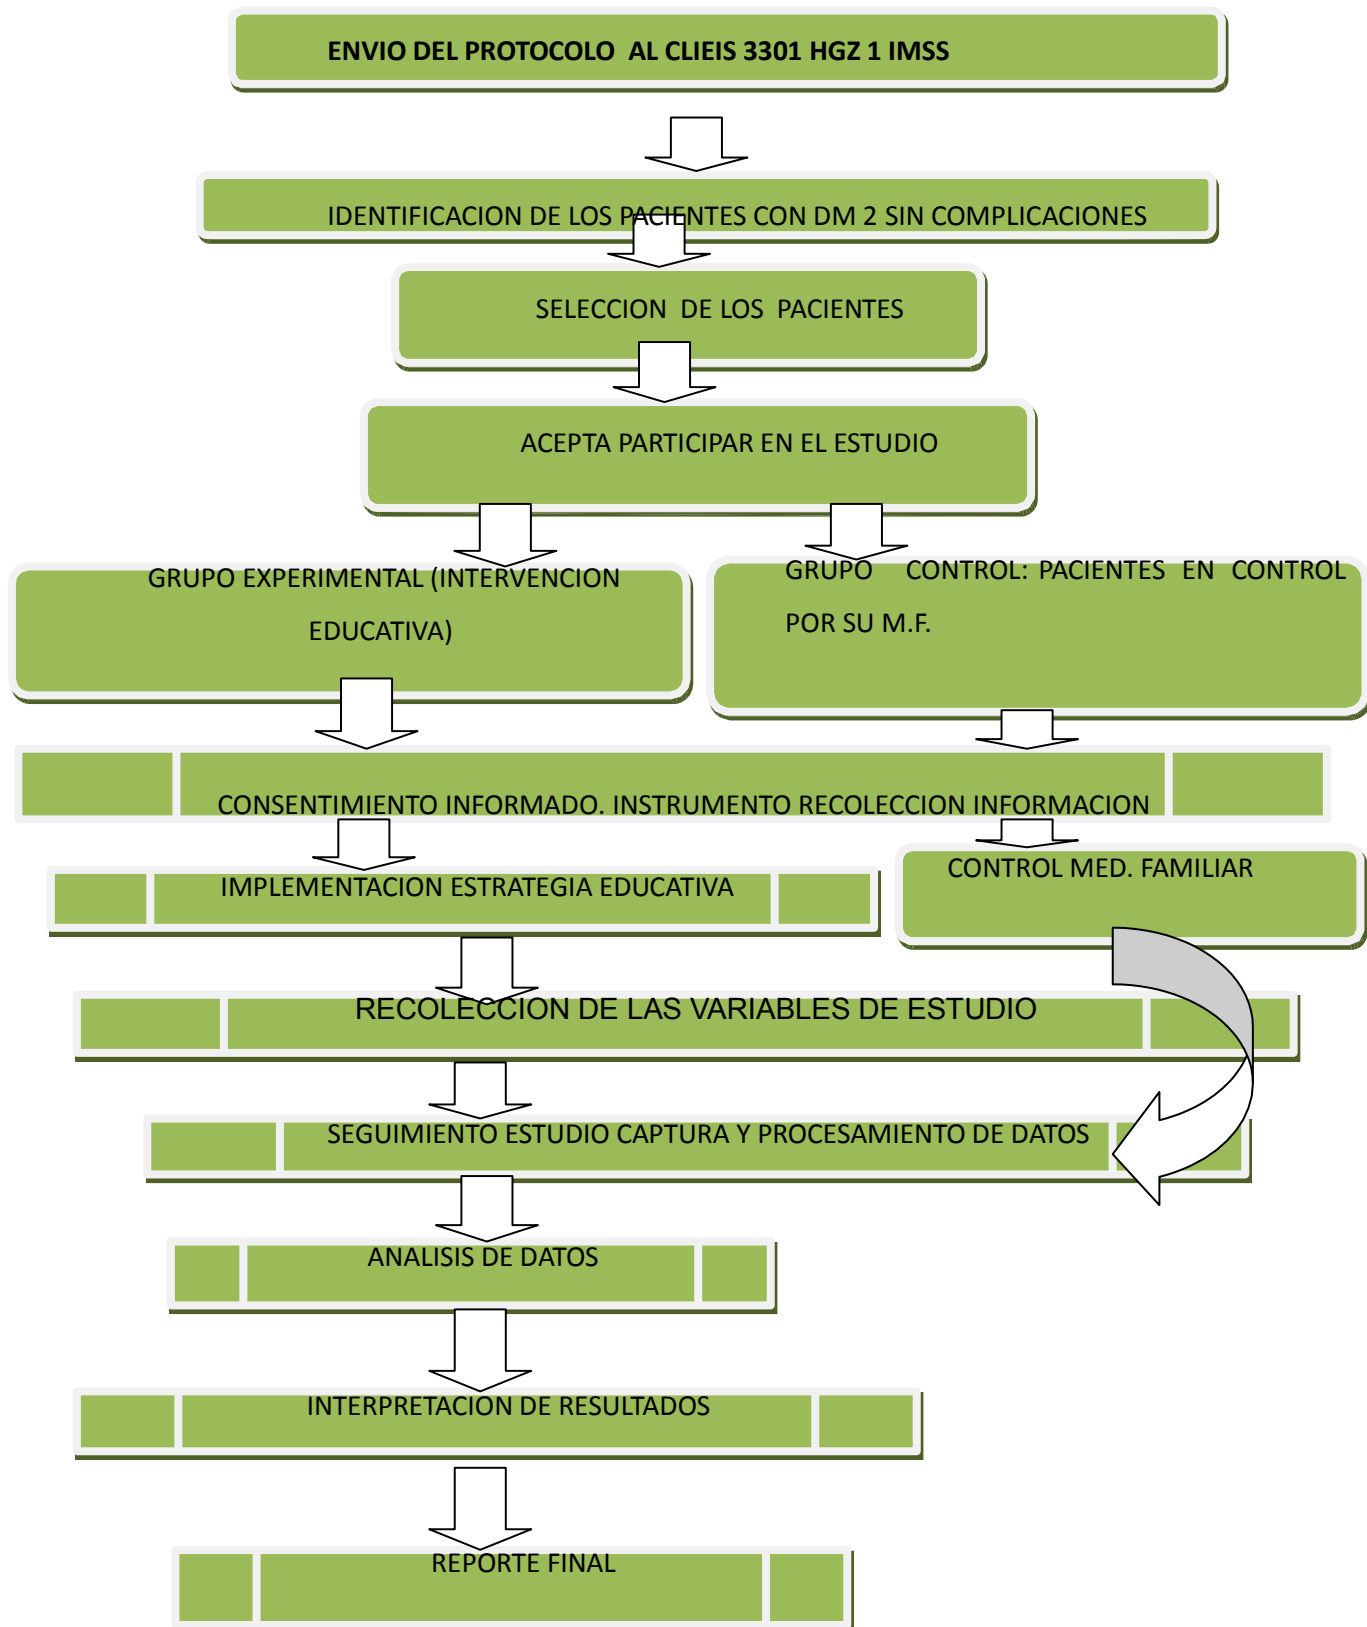 ENVIO DEL PROTOCOLO AL CLIEIS 3301 HGZ 1 IMSS
IDENTIFICACION DE LOS PACIENTES CON DM 2 SIN COMPLICACIONES
SELECCION DE LOS PACIENTES
ACEPTA PARTICIPAR EN EL ESTUDIO
GRUPO EXPERIMENTAL (INTERVENCION
EDUCATIVA)
GRUPO CONTROL: PACIENTES EN CONTROL
POR SU M.F.
CONSENTIMIENTO INFORMADO. INSTRUMENTO RECOLECCION INFORMACION
IMPLEMENTACION ESTRATEGIA EDUCATIVA
CONTROL MED. FAMILIAR
RECOLECCION DE LAS VARIABLES DE ESTUDIO
SEGUIMIENTO ESTUDIO CAPTURA Y PROCESAMIENTO DE DATOS
ANALISIS DE DATOS
INTERPRETACION DE RESULTADOS
REPORTE FINAL